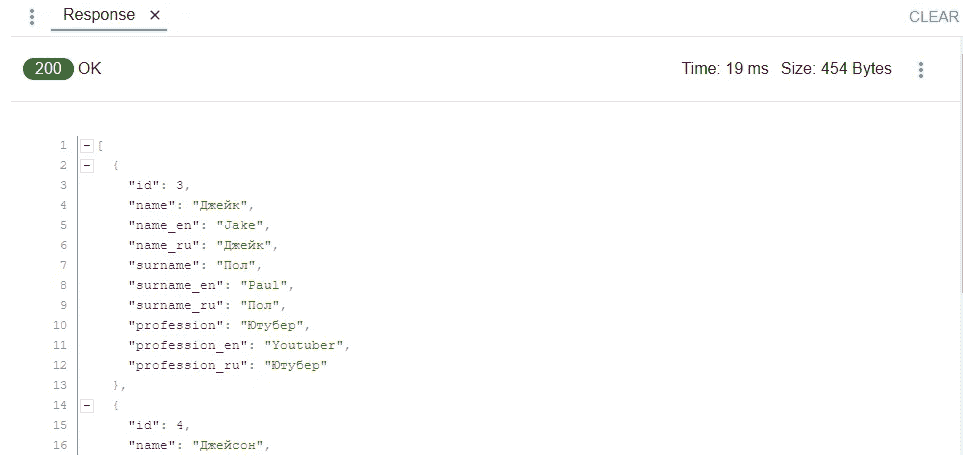 Response ✕ CLEAR
200 OK Time: 19 ms Size: 454 Bytes
1 [
2 {
3 "id": 3,
4 "name": "Джейк",
5 "name_en": "Jake",
6 "name_ru": "Джейк",
7 "surname": "Пол",
8 "surname_en": "Paul",
9 "surname_ru": "Пол",
10 "profession": "Ютубер",
11 "profession_en": "Youtuber",
12 "profession_ru": "Ютубер"
13 },
14 {
15 "id": 4,
16 "name": "Джейсон",